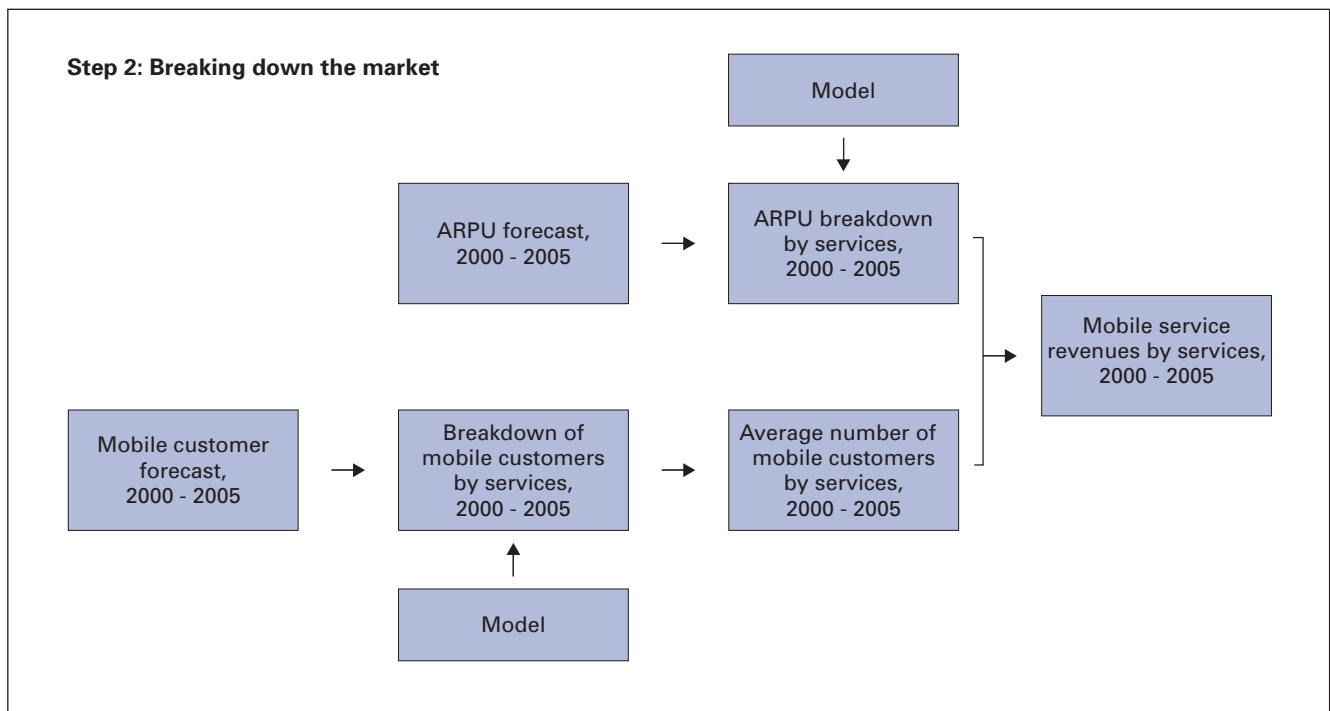 Step 2: Breaking down the market
Model
ARPU forecast,
2000 - 2005
ARPU breakdown
by services,
2000 - 2005
Mobile service
revenues by services,
2000 - 2005
Mobile customer
forecast,
2000 - 2005
Breakdown of
mobile customers
by services,
2000 - 2005
Average number of
mobile customers
by services,
2000 - 2005
Model